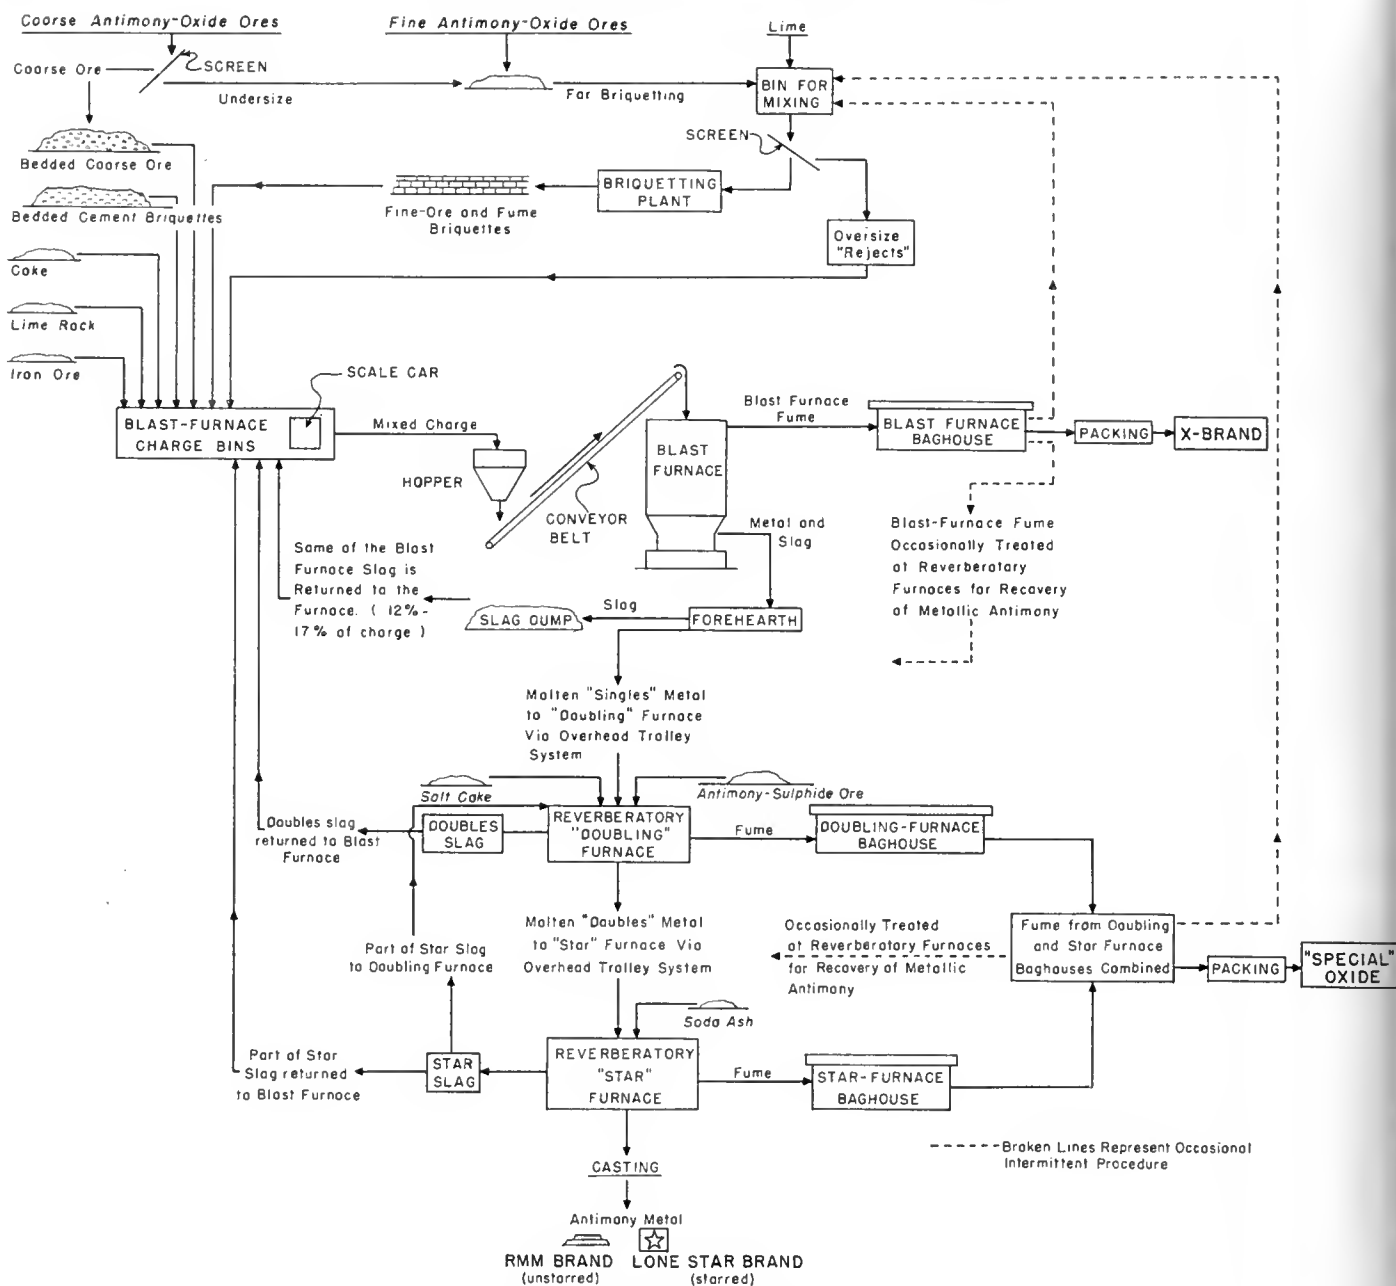 Coarse Antimony-Oxide Ores
Fine Antimony-Oxide Ores
Lime
Coarse Ore
SCREEN
Undersize
For Briquetting
BIN FOR
MIXING
SCREEN
Bedded Coarse Ore
BRIQUETTING
PLANT
Bedded Cement Briquettes
Fine-Ore and Fume
Briquettes
Oversize
"Rejects"
Coke
Lime Rock
Iron Ore
SCALE CAR
BLAST-FURNACE
CHARGE BINS
Mixed Charge
HOPPER
CONVEYOR
BELT
BLAST
FURNACE
Blast Furnace
Fume
BLAST FURNACE
BAGHOUSE
PACKING
X-BRAND
Metal and
Slag
Blast-Furnace Fume
Occasionally Treated
at Reverberatory
Furnaces for Recovery
of Metallic Antimony
Some of the Blast
Furnace Slag is
Returned to the
Furnace. ( 12%-
17% of charge )
SLAG DUMP
Slag
FOREHEARTH
Molten "Singles" Metal
to "Doubling" Furnace
Via Overhead Trolley
System
Salt Cake
Antimony-Sulphide Ore
Doubles slag
returned to Blast
Furnace
DOUBLES
SLAG
REVERBERATORY
"DOUBLING"
FURNACE
Fume
DOUBLING-FURNACE
BAGHOUSE
Part of Star Slag
to Doubling Furnace
Molten "Doubles" Metal
to "Star" Furnace Via
Overhead Trolley System
Occasionally Treated
at Reverberatory Furnaces
for Recovery of Metallic
Antimony
Fume from Doubling
and Star Furnace
Baghouses Combined
PACKING
"SPECIAL"
OXIDE
Soda Ash
Part of Star
Slag returned
to Blast Furnace
STAR
SLAG
REVERBERATORY
"STAR"
FURNACE
Fume
STAR-FURNACE
BAGHOUSE
Broken Lines Represent Occasional
Intermittent Procedure
CASTING
Antimony Metal
RMM BRAND
(unstarred)
LONE STAR BRAND
(starred)